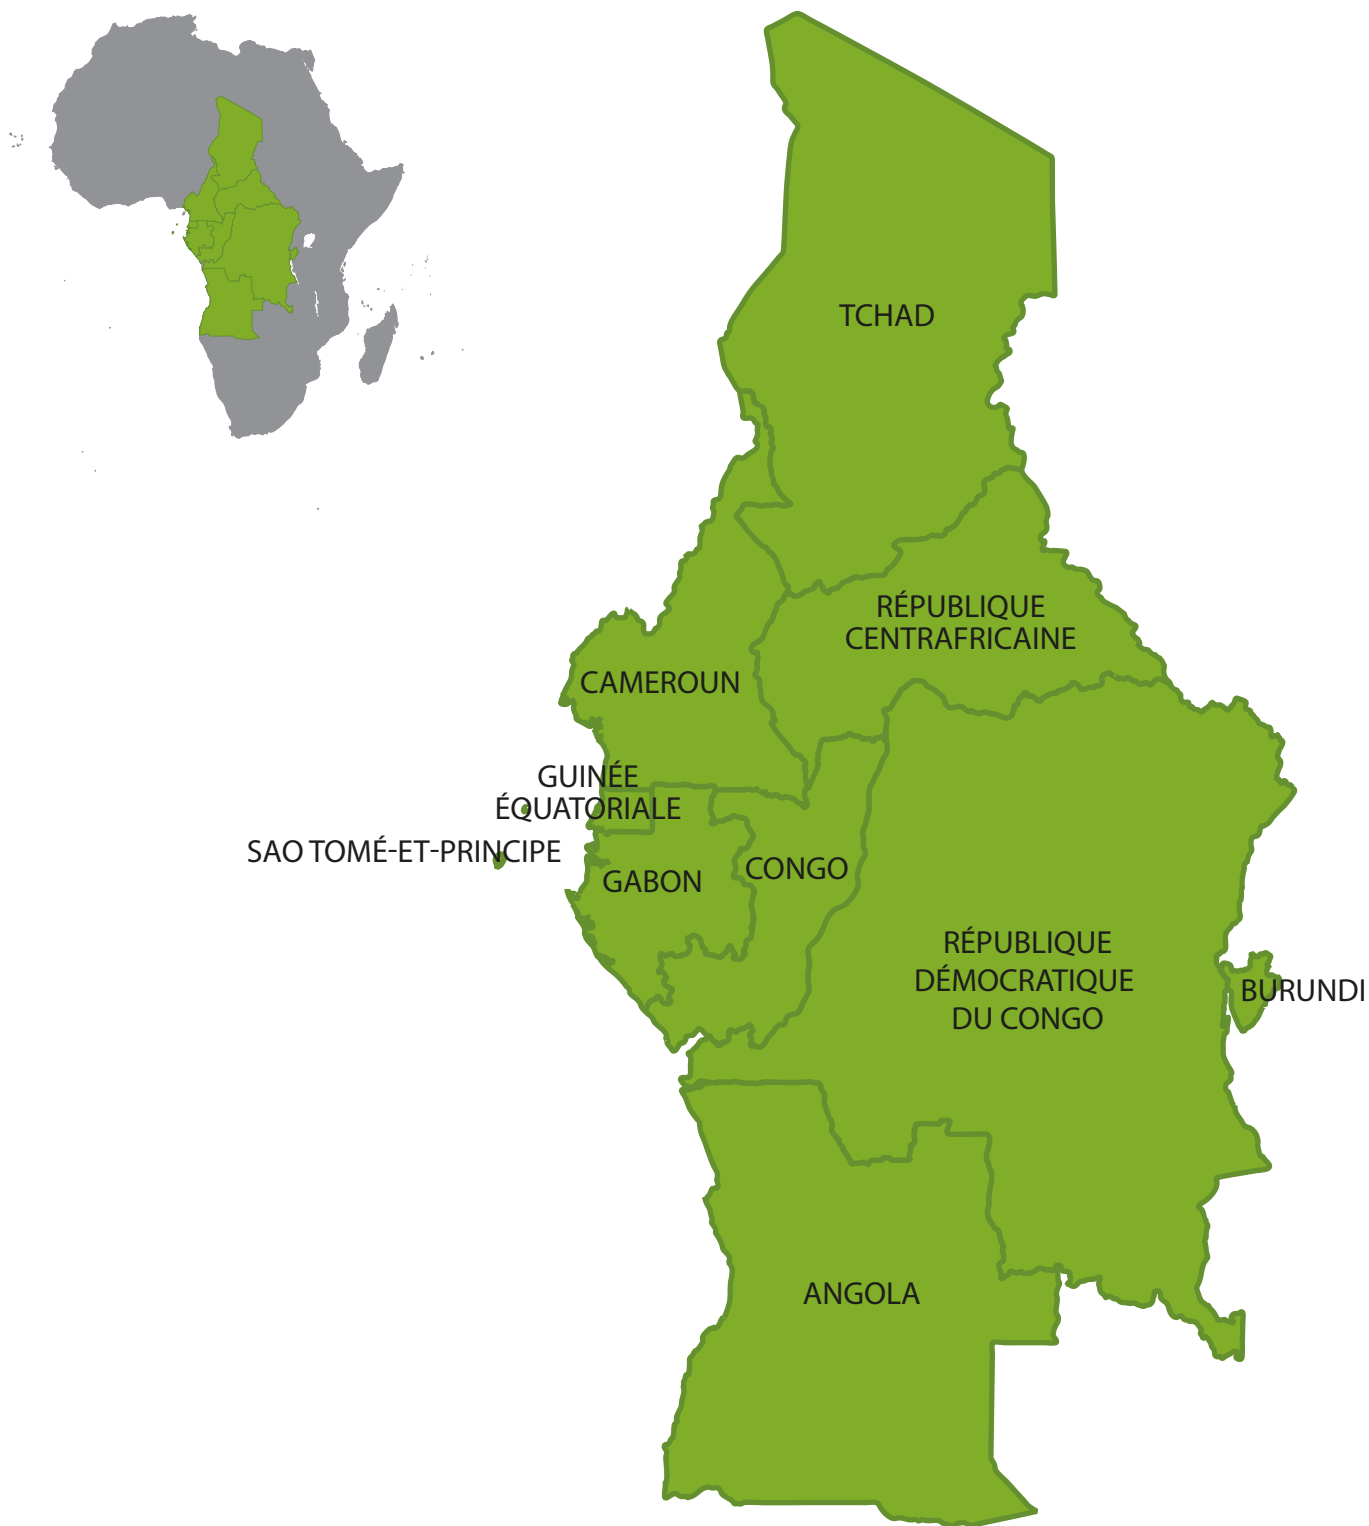 TCHAD
RÉPUBLIQUE
CENTRAFRICAINE
CAMEROUN
GUINÉE
ÉQUATORIALE
SAO TOMÉ-ET-PRINCIPE
GABON
CONGO
RÉPUBLIQUE
DÉMOCRATIQUE
DU CONGO
BURUNDI
ANGOLA